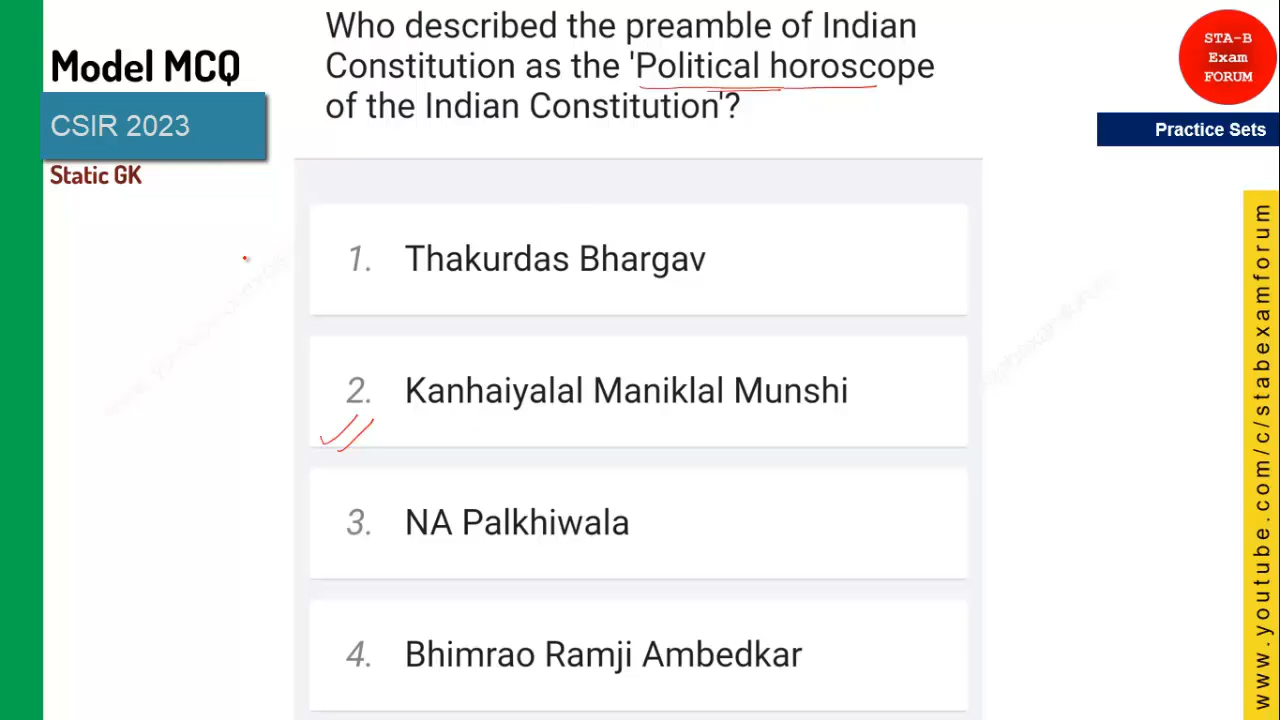 Who described the preamble of Indian
Constitution as the 'Political horoscope
of the Indian Constitution'?
Model MCQ
CSIR 2023
Static GK
STA-B
Exam
FORUM
Practice Sets
1. Thakurdas Bhargav
2. Kanhaiyalal Maniklal Munshi
3. NA Palkhiwala
4. Bhimrao Ramji Ambedkar
www.youtube.com/c/stabexamforum